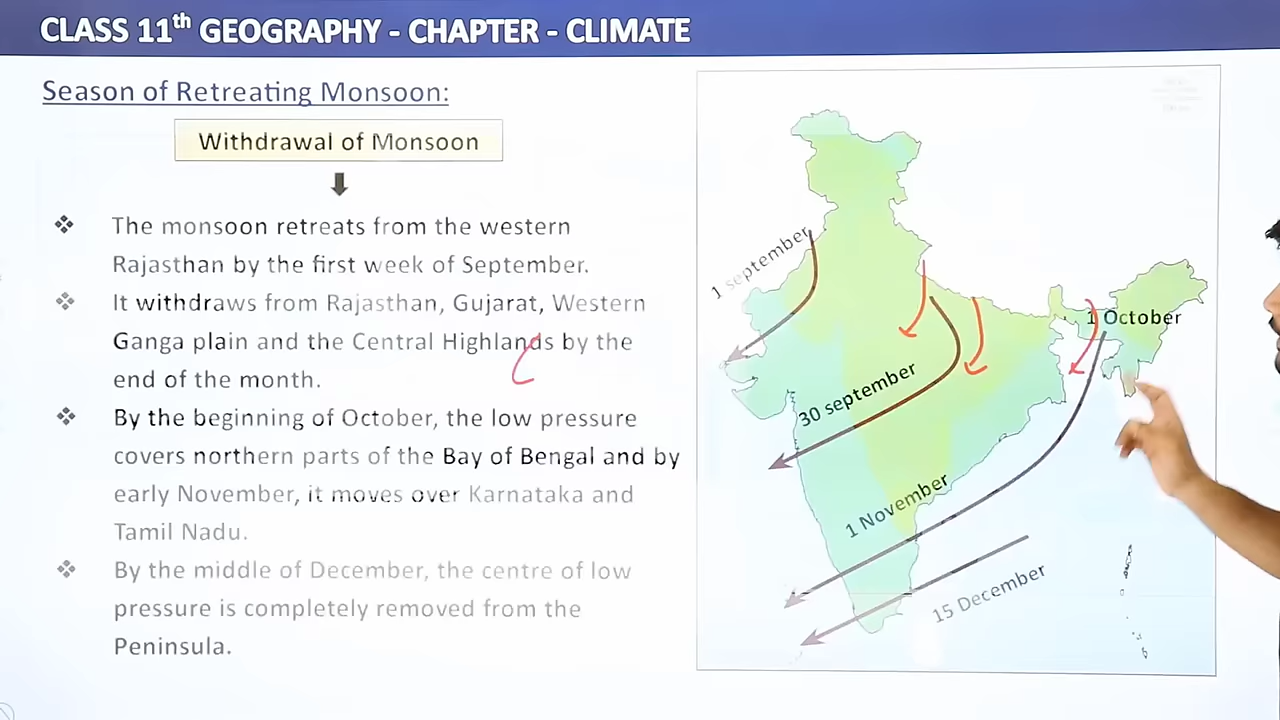 CLASS 11th GEOGRAPHY - CHAPTER - CLIMATE
Season of Retreating Monsoon:
Withdrawal of Monsoon
❖ The monsoon retreats from the western
Rajasthan by the first week of September.
❖ It withdraws from Rajasthan, Gujarat, Western
Ganga plain and the Central Highlands by the
end of the month.
❖ By the beginning of October, the low pressure
covers northern parts of the Bay of Bengal and by
early November, it moves over Karnataka and
Tamil Nadu.
❖ By the middle of December, the centre of low
pressure is completely removed from the
Peninsula.
1 september
1 October
30 september
1 November
15 December